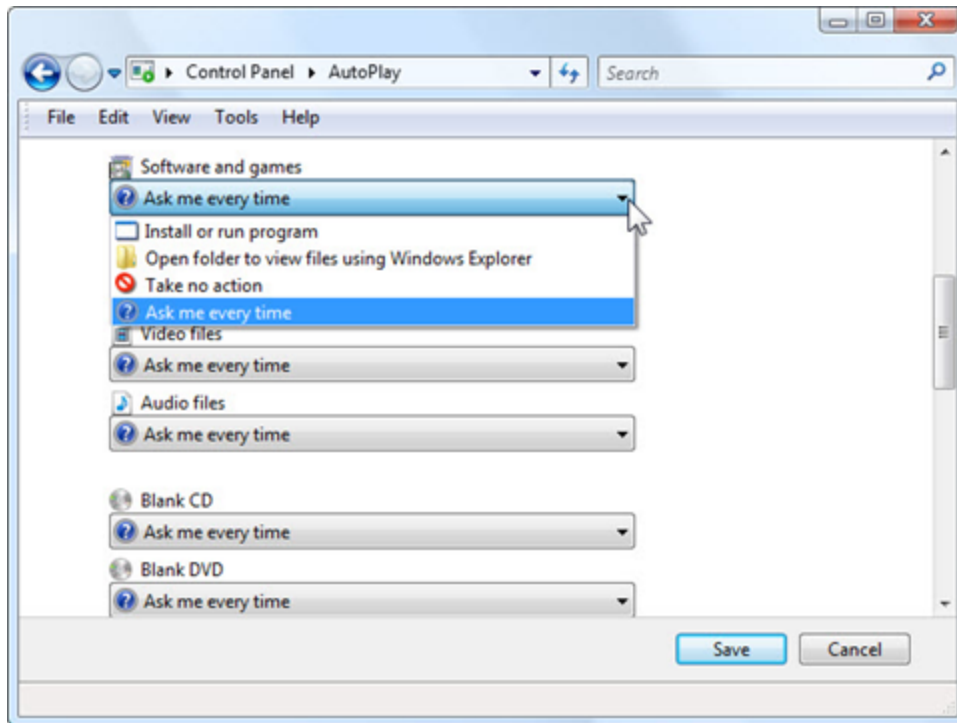 Control Panel AutoPlay Search
File Edit View Tools Help
Software and games
Ask me every time
Install or run program
Open folder to view files using Windows Explorer
Take no action
Ask me every time
Video files
Ask me every time
Audio files
Ask me every time
Blank CD
Ask me every time
Blank DVD
Ask me every time
Save Cancel